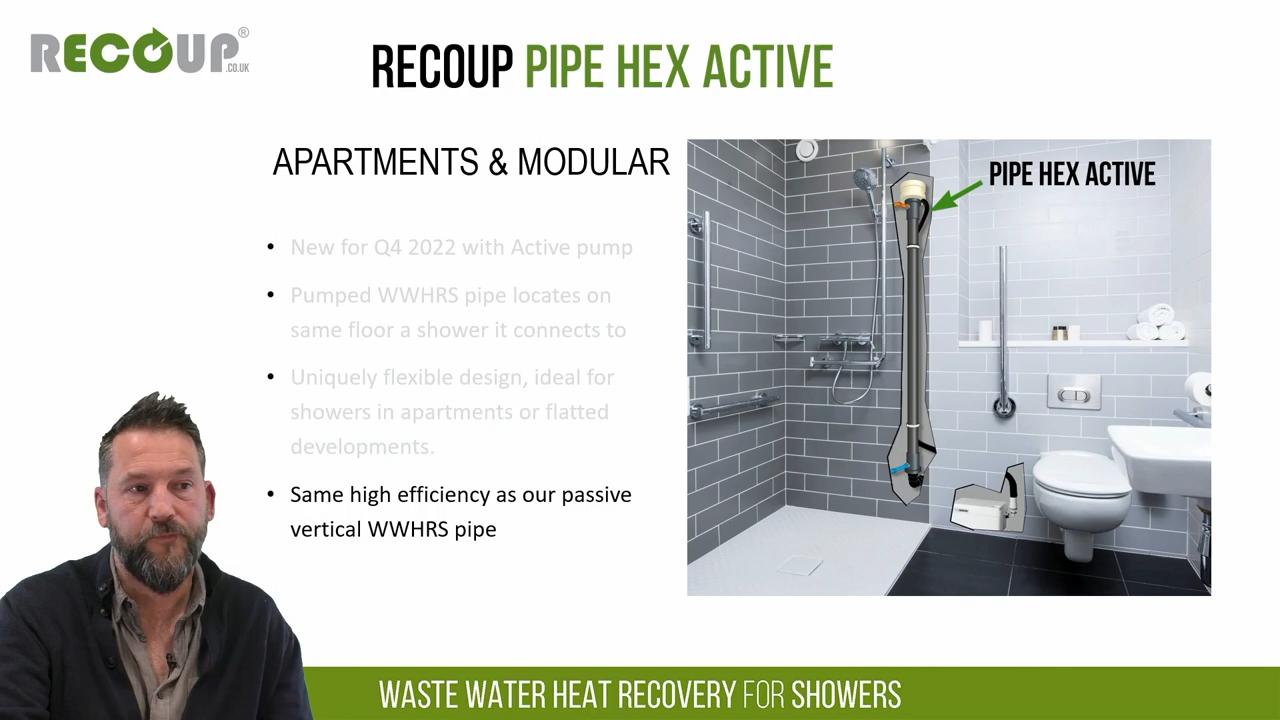 RECOUP®
.CO.UK
RECOUP PIPE HEX ACTIVE
APARTMENTS & MODULAR
PIPE HEX ACTIVE
• New for Q4 2022 with Active pump
• Pumped WWHRS pipe locates on
same floor a shower it connects to
• Uniquely flexible design, ideal for
showers in apartments or flatted
developments.
• Same high efficiency as our passive
vertical WWHRS pipe
WASTE WATER HEAT RECOVERY FOR SHOWERS